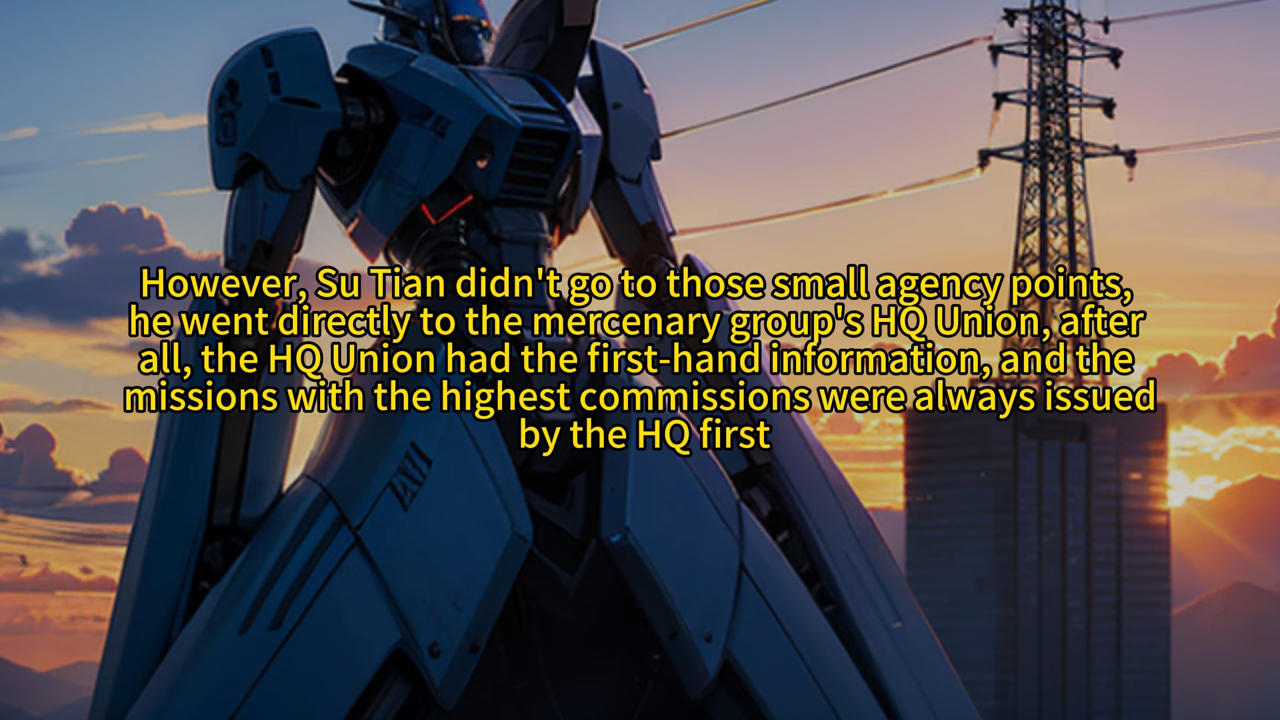 However, Su Tian didn't go to those small agency points,
he went directly to the mercenary group's HQ Union, after
all, the HQ Union had the first-hand information, and the
missions with the highest commissions were always issued
by the HQ first